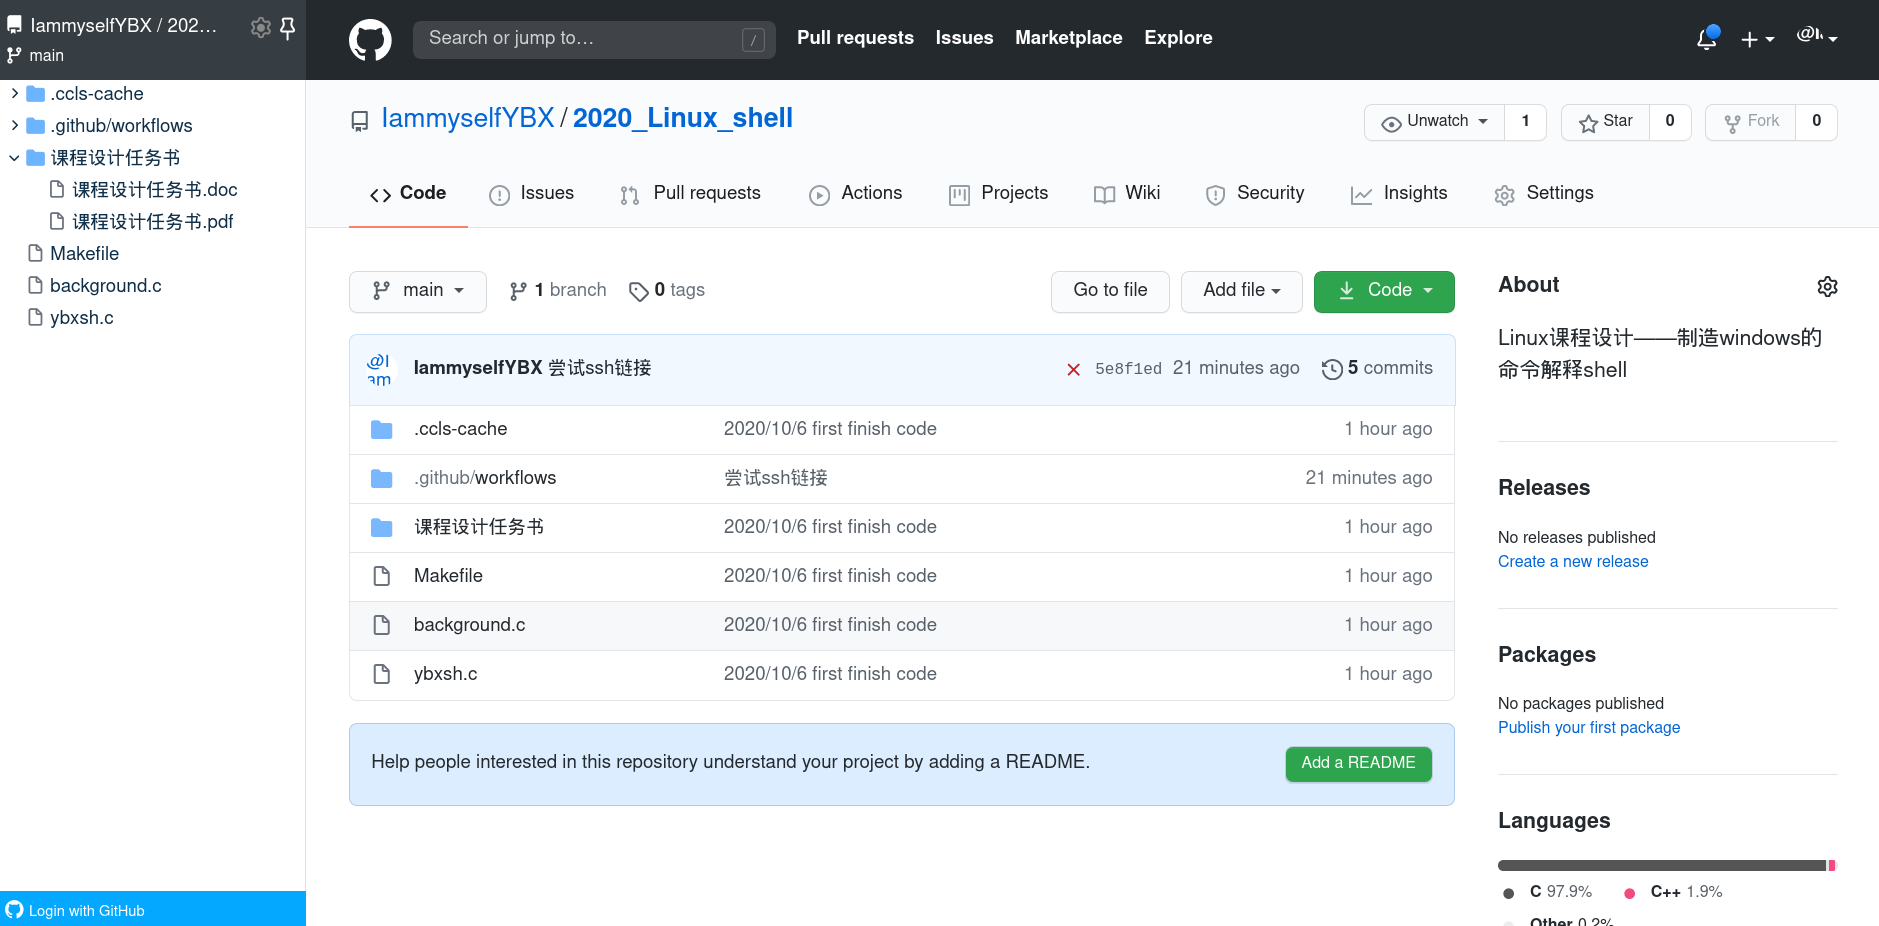 IammyselfYBX / 202...
main
.ccls-cache
.github/workflows
课程设计任务书
课程设计任务书.doc
课程设计任务书.pdf
Makefile
background.c
ybxsh.c
Login with GitHub
Search or jump to... /
Pull requests Issues Marketplace Explore
IammyselfYBX / 2020_Linux_shell
Unwatch 1 Star 0 Fork 0
Code Issues Pull requests Actions Projects Wiki Security Insights Settings
main 1 branch 0 tags Go to file Add file Code
@I
am
IammyselfYBX 尝试ssh链接 5e8f1ed 21 minutes ago 5 commits
.ccls-cache 2020/10/6 first finish code 1 hour ago
.github/workflows 尝试ssh链接 21 minutes ago
课程设计任务书 2020/10/6 first finish code 1 hour ago
Makefile 2020/10/6 first finish code 1 hour ago
background.c 2020/10/6 first finish code 1 hour ago
ybxsh.c 2020/10/6 first finish code 1 hour ago
Help people interested in this repository understand your project by adding a README. Add a README
About
Linux课程设计——制造windows的
命令解释shell
Releases
No releases published
Create a new release
Packages
No packages published
Publish your first package
Languages
C 97.9% C++ 1.9%
Other 0.2%